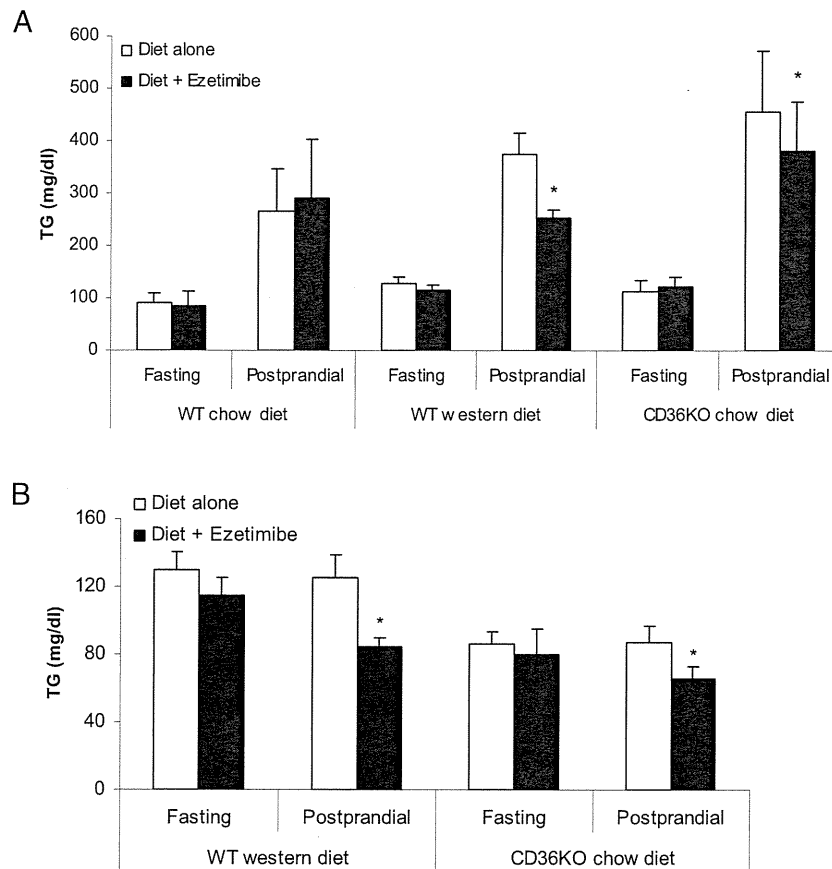 A
600
500
400
300
200
100
0
TG (mg/dl)
Diet alone
Diet + Ezetimibe
*
*
Fasting
Postprandial
Fasting
Postprandial
Fasting
Postprandial
WT chow diet
WT western diet
CD36KO chow diet
B
160
120
80
40
0
TG (mg/dl)
Diet alone
Diet + Ezetimibe
*
*
Fasting
Postprandial
Fasting
Postprandial
WT western diet
CD36KO chow diet